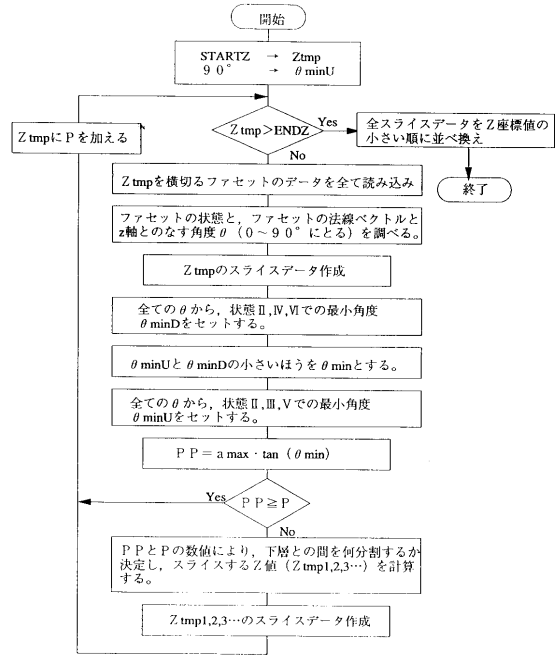 開始
STARTZ → Ztmp
９０° → θ minU
Ｚtmp＞ENDZ
Yes
No
全スライスデータをＺ座標値の
小さい順に並べ換え
終了
Ｚtmpに Ｐを加える
Ｚtmpを横切るファセットのデータを全て読み込み
ファセットの状態と，ファセットの法線ベクトルと
z軸とのなす角度θ（０～９０°にとる）を調べる。
Ｚtmpのスライスデータ作成
全てのθから，状態Ⅱ,Ⅳ,Ⅵでの最小角度
θ minDをセットする。
θ minUとθ minDの小さいほうをθ minとする。
全てのθから，状態Ⅱ,Ⅲ,Ⅴでの最小角度
θ minUをセットする。
ＰＰ＝a max・tan（θ min）
ＰＰ≧Ｐ
Yes
No
ＰＰとＰの数値により，下層との間を何分割するか
決定し，スライスするＺ値（Ｚtmp1,2,3…）を計算
する。
Ｚtmp1,2,3…のスライスデータ作成